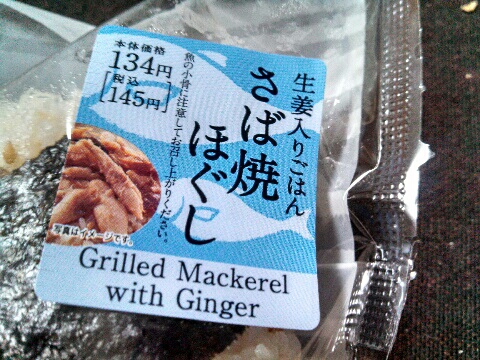 生姜入りごはん
さば焼
ほぐし
魚の小骨に注意してお召し上がりください。
本体価格
134円
税込
[145円]
写真はイメージです。
Grilled Mackerel
with Ginger